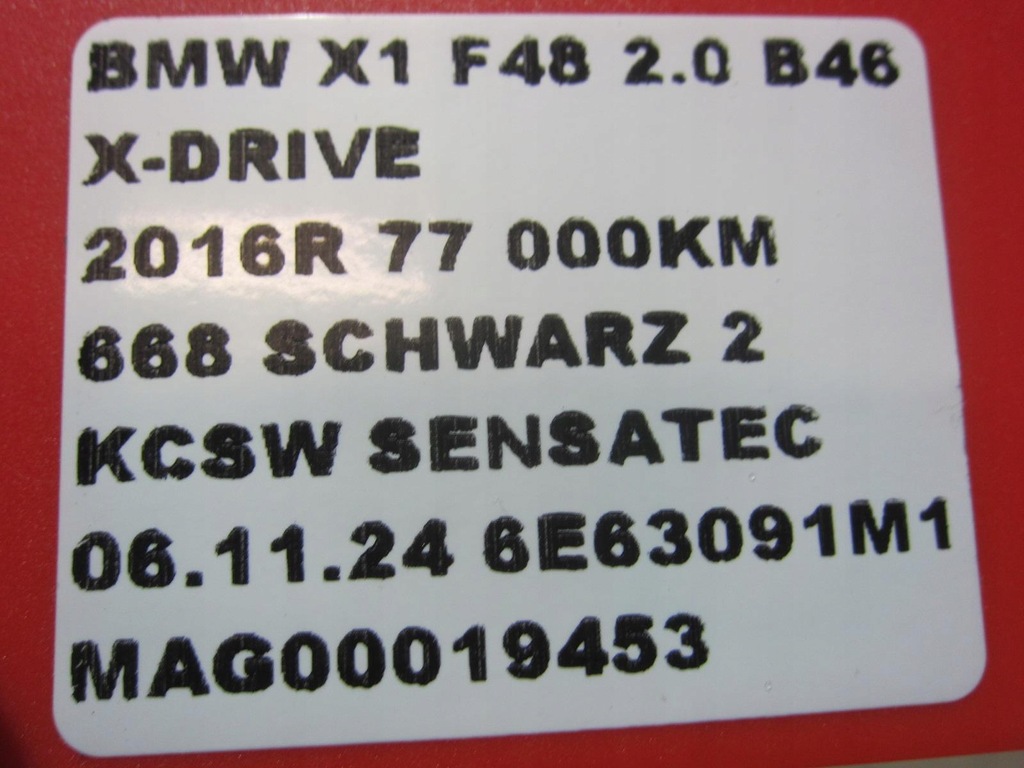 BMW X1 F48 2.0 B46
X-DRIVE
2016R 77 000KM
668 SCHWARZ 2
KCSW SENSATEC
06.11.24 6E63091M1
MAG00019453